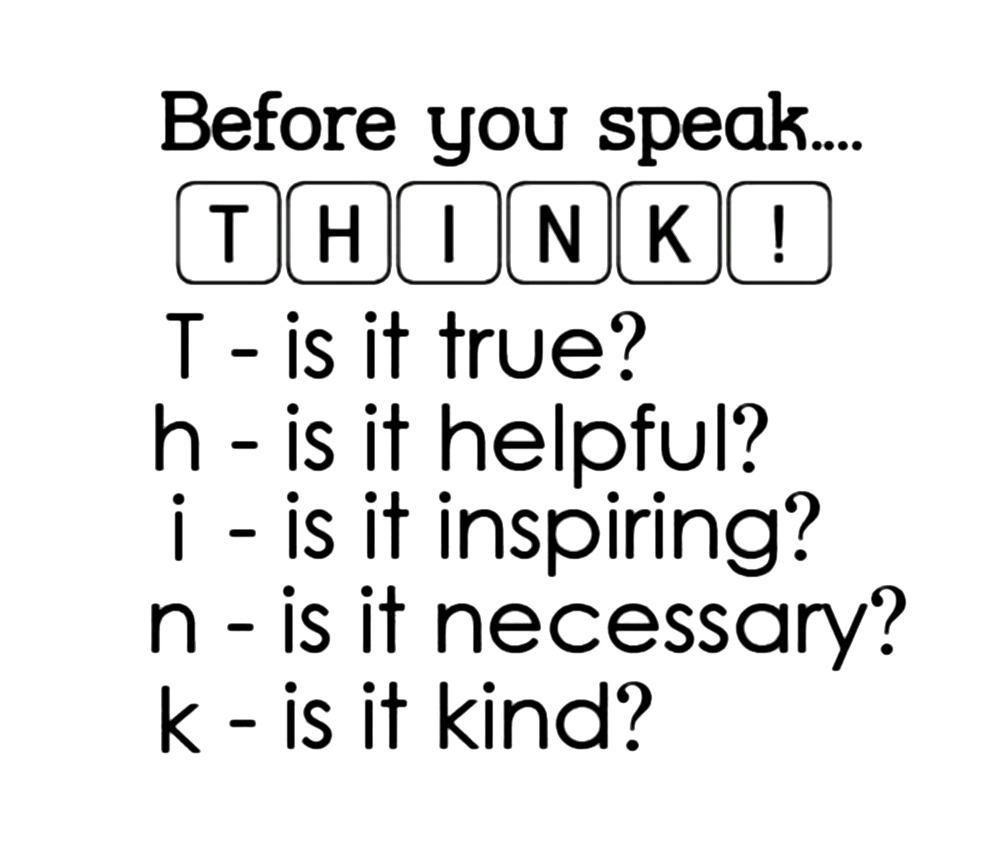 Before you speak....
THINK!
T - is it true?
h - is it helpful?
i - is it inspiring?
n - is it necessary?
k - is it kind?